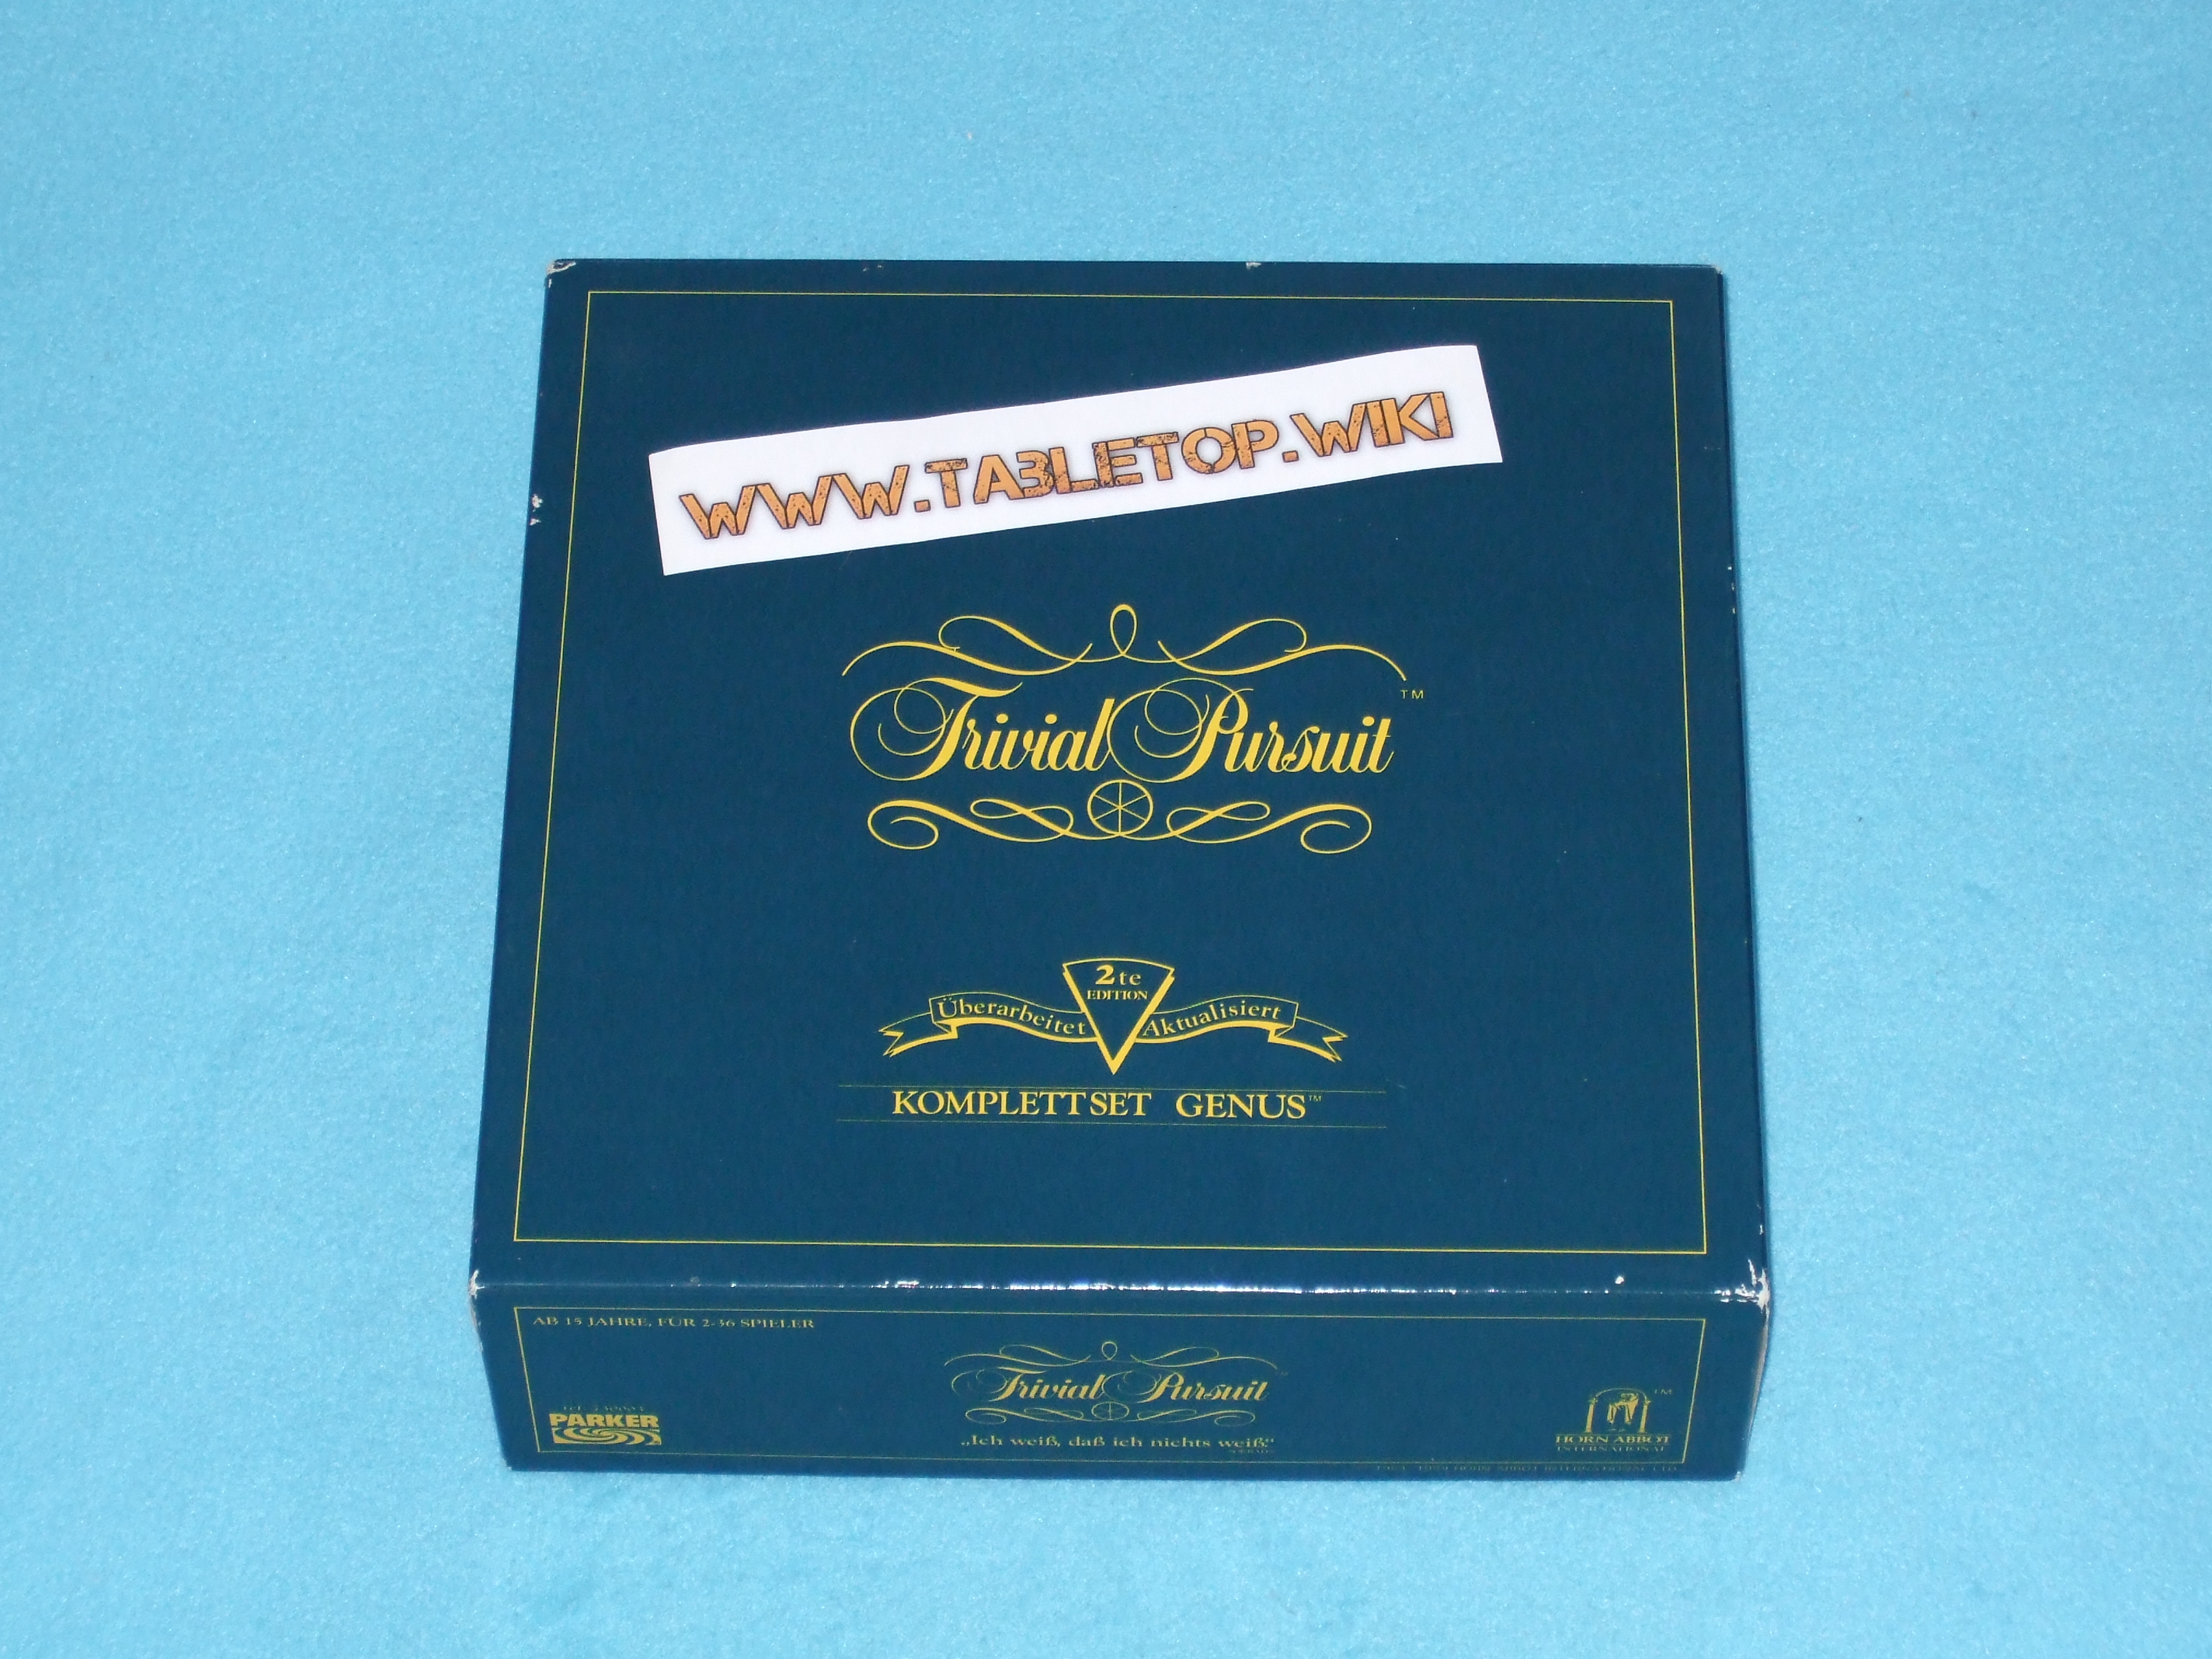 WWW.TABLETOP.WIKI
Trivial Pursuit™
2te
EDITION
Überarbeitet Aktualisiert
KOMPLETTSET GENUS™
AB 15 JAHRE, FÜR 2-36 SPIELER
Trivial Pursuit
PARKER
„Ich weiß, daß ich nichts weiß.“
™
HORN ABBOT
INTERNATIONAL